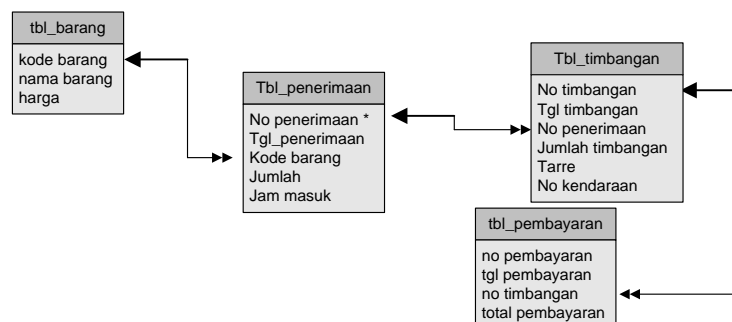 tbl_barang
kode barang
nama barang
harga
Tbl_penerimaan
No penerimaan *
Tgl_penerimaan
Kode barang
Jumlah
Jam masuk
Tbl_timbangan
No timbangan
Tgl timbangan
No penerimaan
Jumlah timbangan
Tarre
No kendaraan
tbl_pembayaran
no pembayaran
tgl pembayaran
no timbangan
total pembayaran